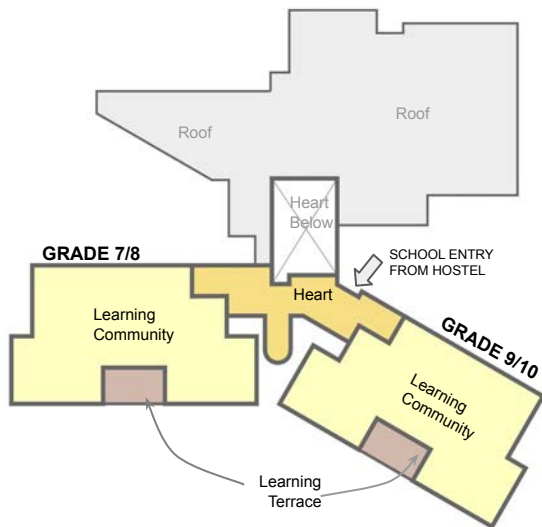 Roof
Roof
Heart
Below
GRADE 7/8
SCHOOL ENTRY
FROM HOSTEL
Heart
Learning
Community
GRADE 9/10
Learning
Community
Learning
Terrace